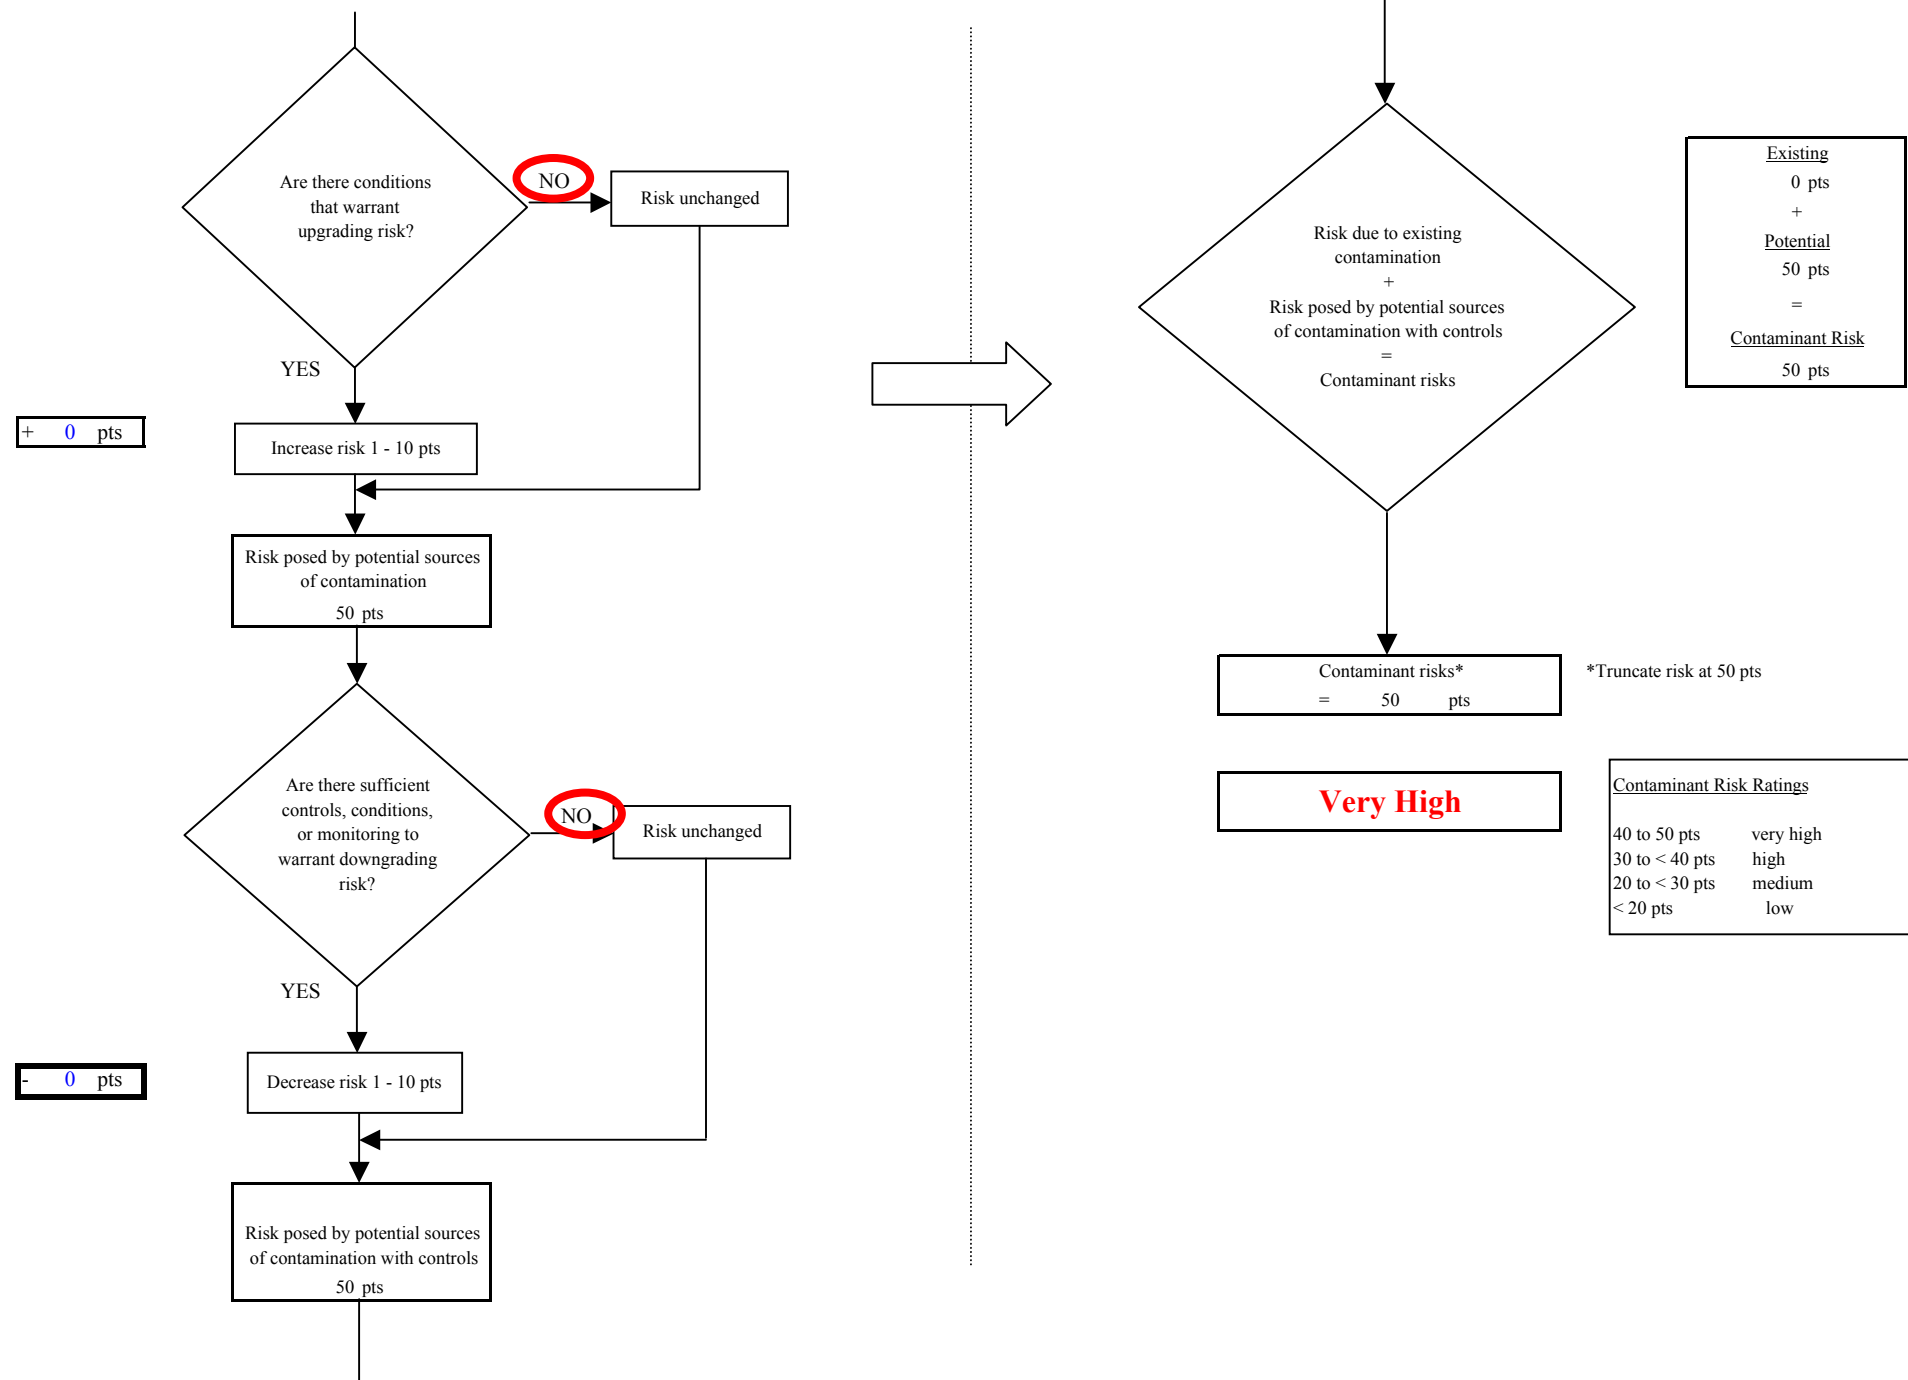 Are there conditions
that warrant
upgrading risk?
NO
Risk unchanged
YES
+ 0 pts
Increase risk 1 - 10 pts
Risk posed by potential sources
of contamination
50 pts
Are there sufficient
controls, conditions,
or monitoring to
warrant downgrading
risk?
NO
Risk unchanged
YES
- 0 pts
Decrease risk 1 - 10 pts
Risk posed by potential sources
of contamination with controls
50 pts
Risk due to existing
contamination
+
Risk posed by potential sources
of contamination with controls
=
Contaminant risks
Existing
0 pts
+
Potential
50 pts
=
Contaminant Risk
50 pts
Contaminant risks*
= 50 pts
*Truncate risk at 50 pts
Very High
Contaminant Risk Ratings
40 to 50 pts very high
30 to < 40 pts high
20 to < 30 pts medium
< 20 pts low